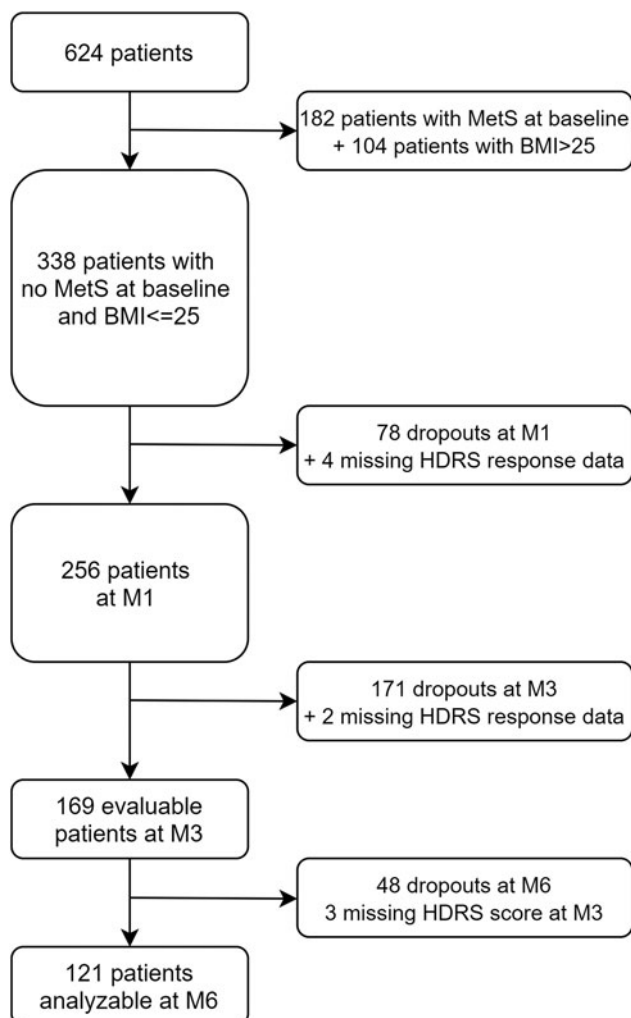 624 patients
182 patients with MetS at baseline
+ 104 patients with BMI>25
338 patients with
no MetS at baseline
and BMI<=25
78 dropouts at M1
+ 4 missing HDRS response data
256 patients
at M1
171 dropouts at M3
+ 2 missing HDRS response data
169 evaluable
patients at M3
48 dropouts at M6
3 missing HDRS score at M3
121 patients
analyzable at M6